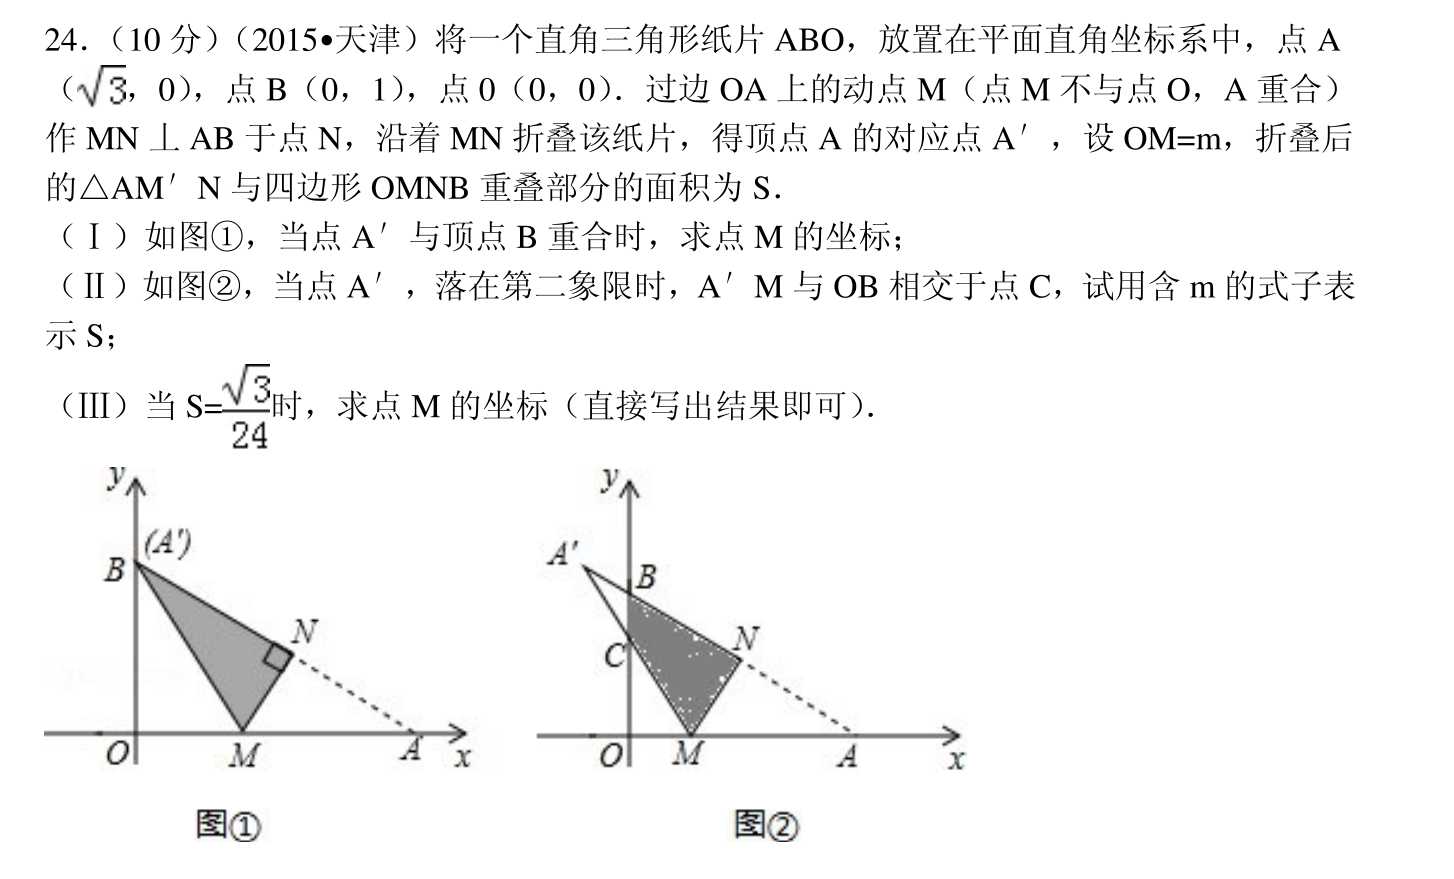 24.（10 分）（2015•天津）将一个直角三角形纸片 ABO，放置在平面直角坐标系中，点 A
（√3，0），点 B（0，1），点 0（0，0）．过边 OA 上的动点 M（点 M 不与点 O，A 重合）
作 MN 丄 AB 于点 N，沿着 MN 折叠该纸片，得顶点 A 的对应点 A′，设 OM=m，折叠后
的△AM′N 与四边形 OMNB 重叠部分的面积为 S．
（Ⅰ）如图①，当点 A′与顶点 B 重合时，求点 M 的坐标；
（Ⅱ）如图②，当点 A′，落在第二象限时，A′M 与 OB 相交于点 C，试用含 m 的式子表
示 S；
（Ⅲ）当 S=√3/24时，求点 M 的坐标（直接写出结果即可）．
y
(A')
B
N
O
M
A
x
图①
y
A'
B
N
C
O
M
A
x
图②